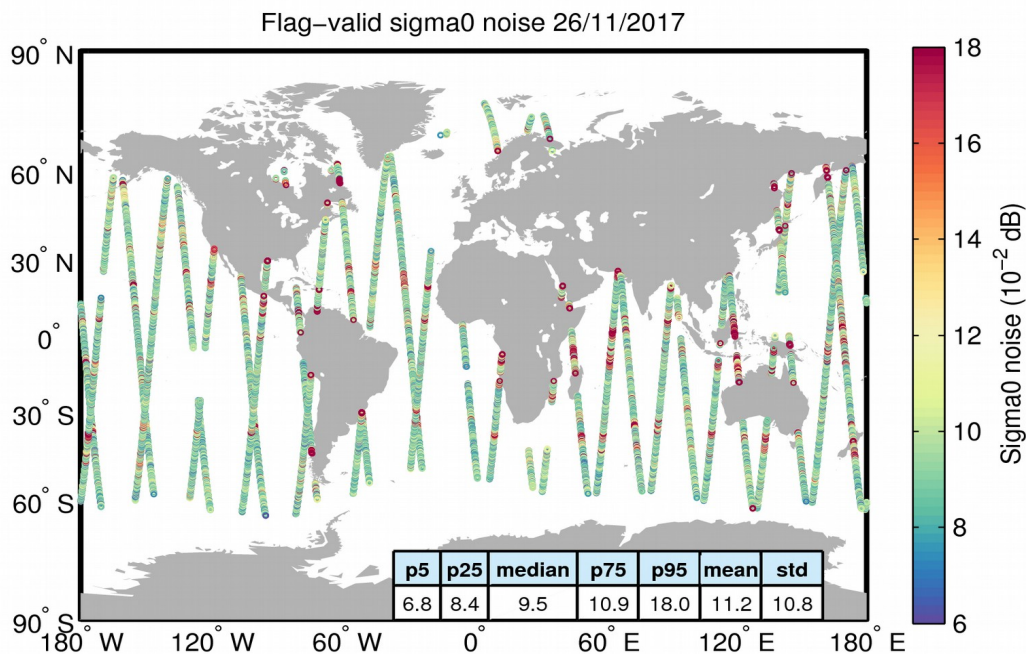 Flag−valid sigma0 noise 26/11/2017
90° N
60° N
30° N
0°
30° S
60° S
90° S
180° W
120° W
60° W
0°
60° E
120° E
180° E
p5 p25 median p75 p95 mean std
6.8 8.4 9.5 10.9 18.0 11.2 10.8
18
16
14
12
10
8
6
Sigma0 noise (10⁻² dB)